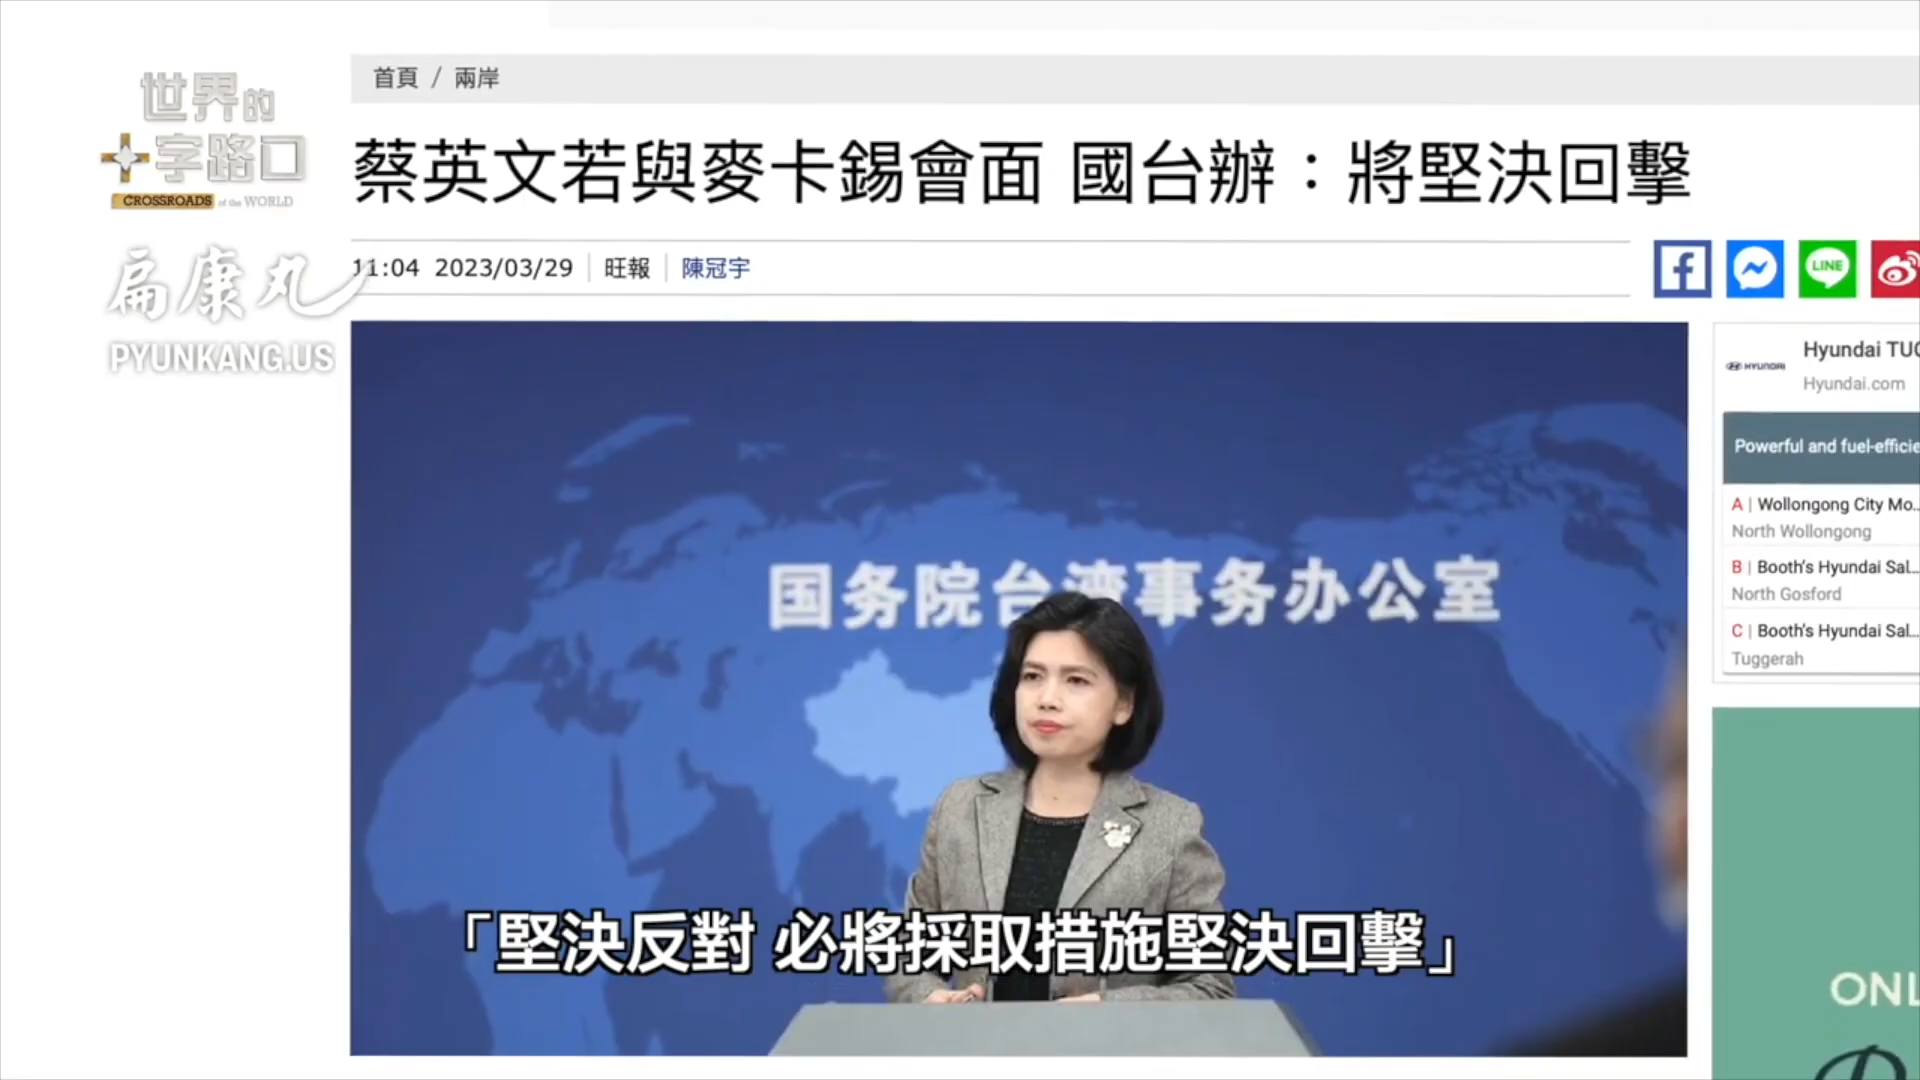 世界的
十字路口
CROSSROADS of the WORLD
扁康丸
PYUNKANG.US
首頁 / 兩岸
蔡英文若與麥卡錫會面 國台辦：將堅決回擊
11:04 2023/03/29 | 旺報 | 陳冠宇
LINE
HYUNDAI
Hyundai TUC
Hyundai.com
Powerful and fuel-efficie
A | Wollongong City Mo...
North Wollongong
B | Booth's Hyundai Sal...
North Gosford
C | Booth's Hyundai Sal...
Tuggerah
国务院台湾事务办公室
「堅決反對 必將採取措施堅決回擊」
ONL